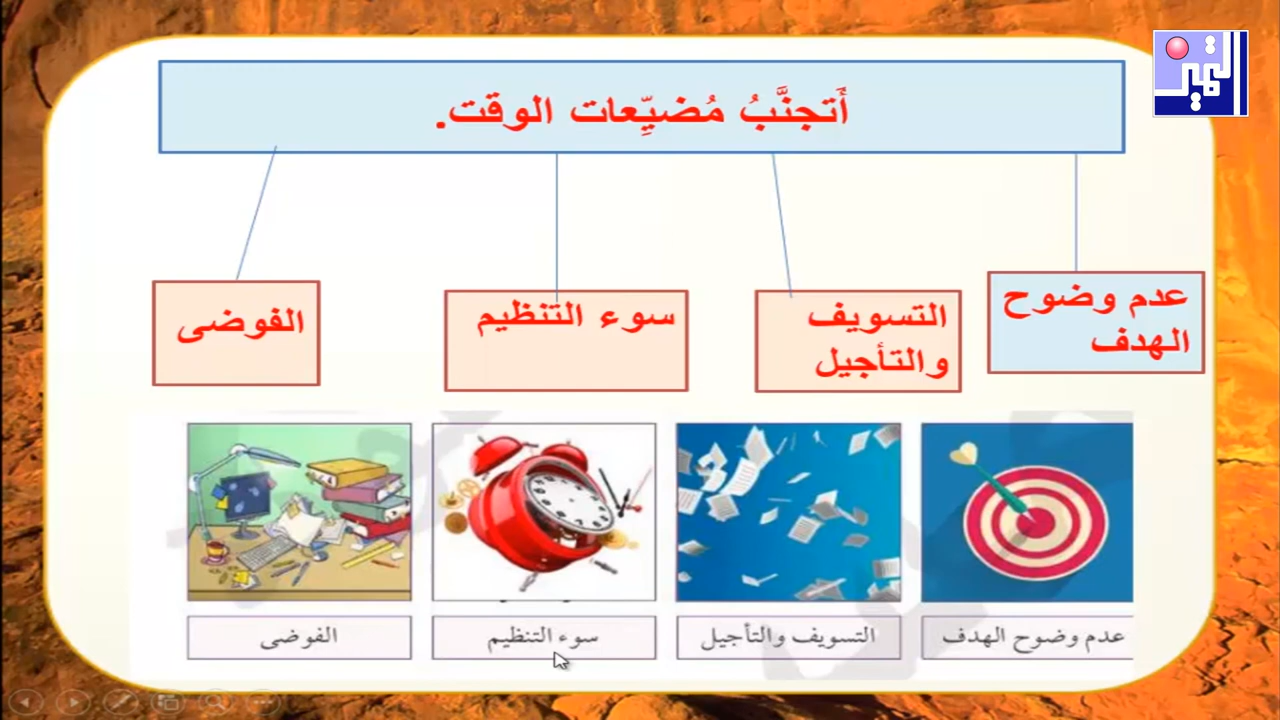 أَتجنَّبُ مُضيِّعات الوقت.
التميز
عدم وضوح
الهدف
التسويف
والتأجيل
سوء التنظيم
الفوضى
عدم وضوح الهدف
التسويف والتأجيل
سوء التنظيم
الفوضى